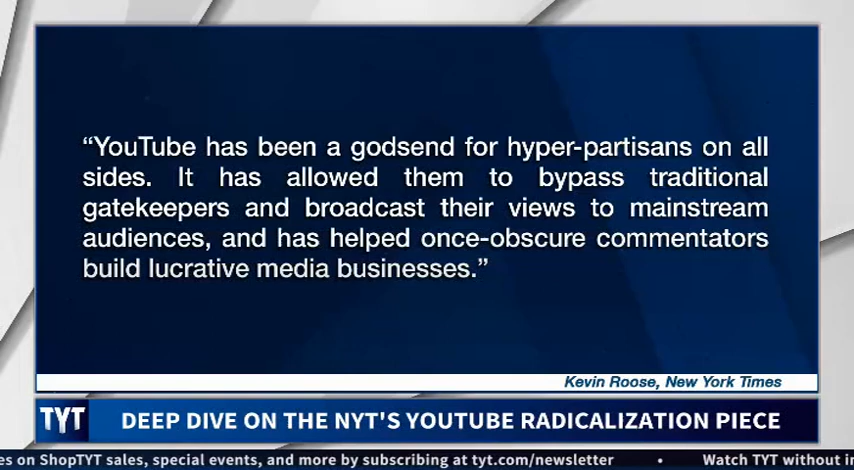 “YouTube has been a godsend for hyper-partisans on all
sides. It has allowed them to bypass traditional
gatekeepers and broadcast their views to mainstream
audiences, and has helped once-obscure commentators
build lucrative media businesses.”
Kevin Roose, New York Times
TYT DEEP DIVE ON THE NYT'S YOUTUBE RADICALIZATION PIECE
on ShopTYT sales, special events, and more by subscribing at tyt.com/newsletter • Watch TYT without